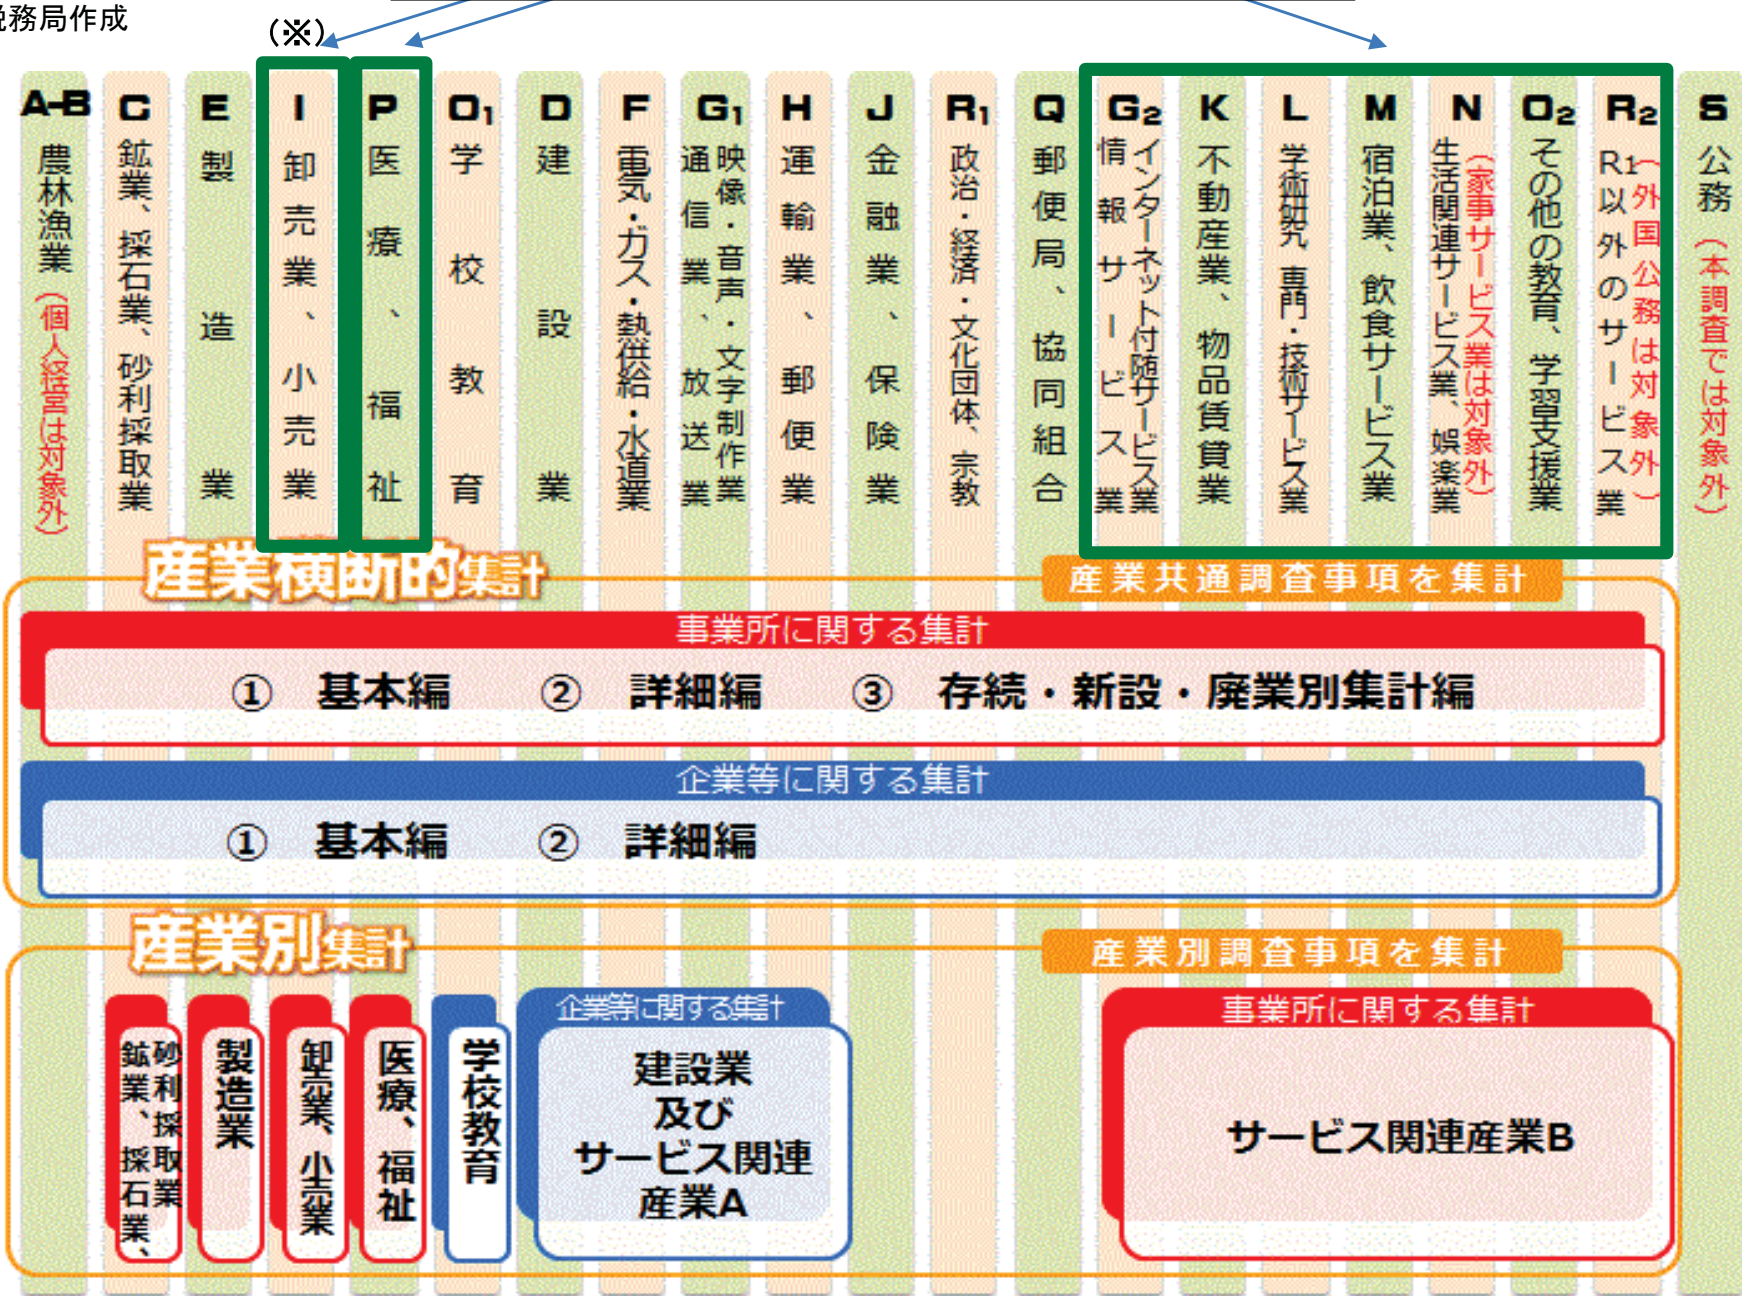 税務局作成
（※）
A-B
農林漁業（個人経営は対象外）
C
鉱業、採石業、砂利採取業
E
製造業
I
卸売業、小売業
P
医療、福祉
O1
学校教育
D
建設業
F
電気・ガス・熱供給・水道業
G1
映像・音声・文字制作業
通信業、放送業
H
運輸業、郵便業
J
金融業、保険業
R1
政治・経済・文化団体、宗教
Q
郵便局、協同組合
G2
インターネット付随サービス業
情報サービス業
K
不動産業、物品賃貸業
L
学術研究、専門・技術サービス業
M
宿泊業、飲食サービス業
N
（家事サービス業は対象外）
生活関連サービス業、娯楽業
O2
その他の教育、学習支援業
R2
（外国公務は対象外）
R1以外のサービス業
S
公務（本調査では対象外）
産業横断的集計
産業共通調査事項を集計
事業所に関する集計
① 基本編 ② 詳細編 ③ 存続・新設・廃業別集計編
企業等に関する集計
① 基本編 ② 詳細編
産業別集計
産業別調査事項を集計
砂利採取業
鉱業、採石業、
製造業
卸売業、小売業
医療、福祉
学校教育
企業等に関する集計
建設業
及び
サービス関連
産業A
事業所に関する集計
サービス関連産業B